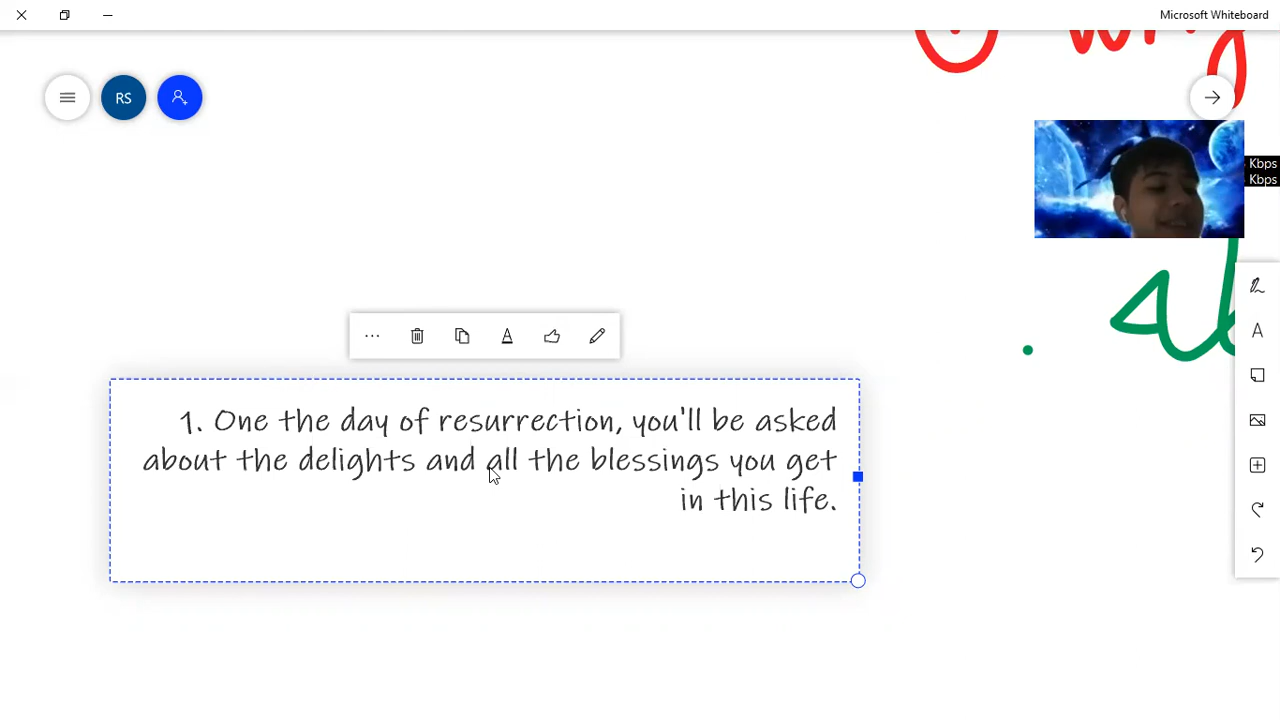 Microsoft Whiteboard
RS
Kbps
Kbps
1. One the day of resurrection, you'll be asked
about the delights and all the blessings you get
in this life.